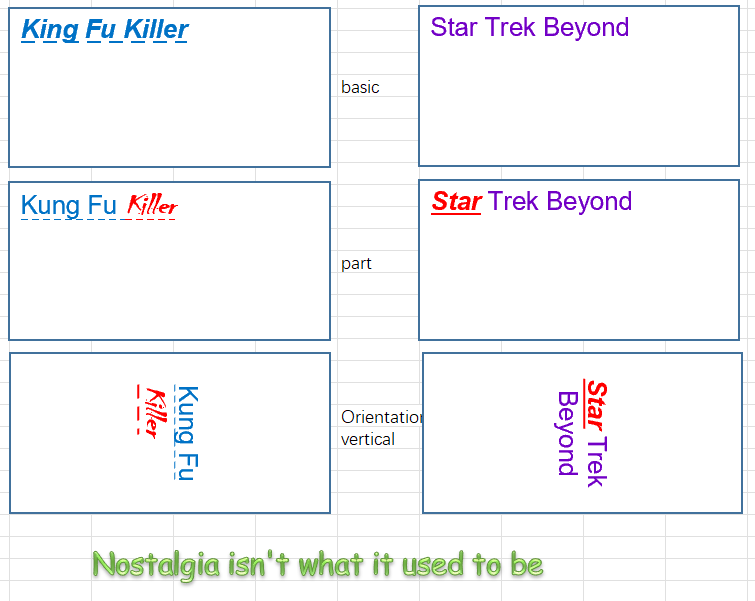 King Fu Killer
Star Trek Beyond
basic
Kung Fu Killer
Star Trek Beyond
part
Kung Fu
Killer
Star Trek
Beyond
vertical
Nostalgia isn't what it used to be